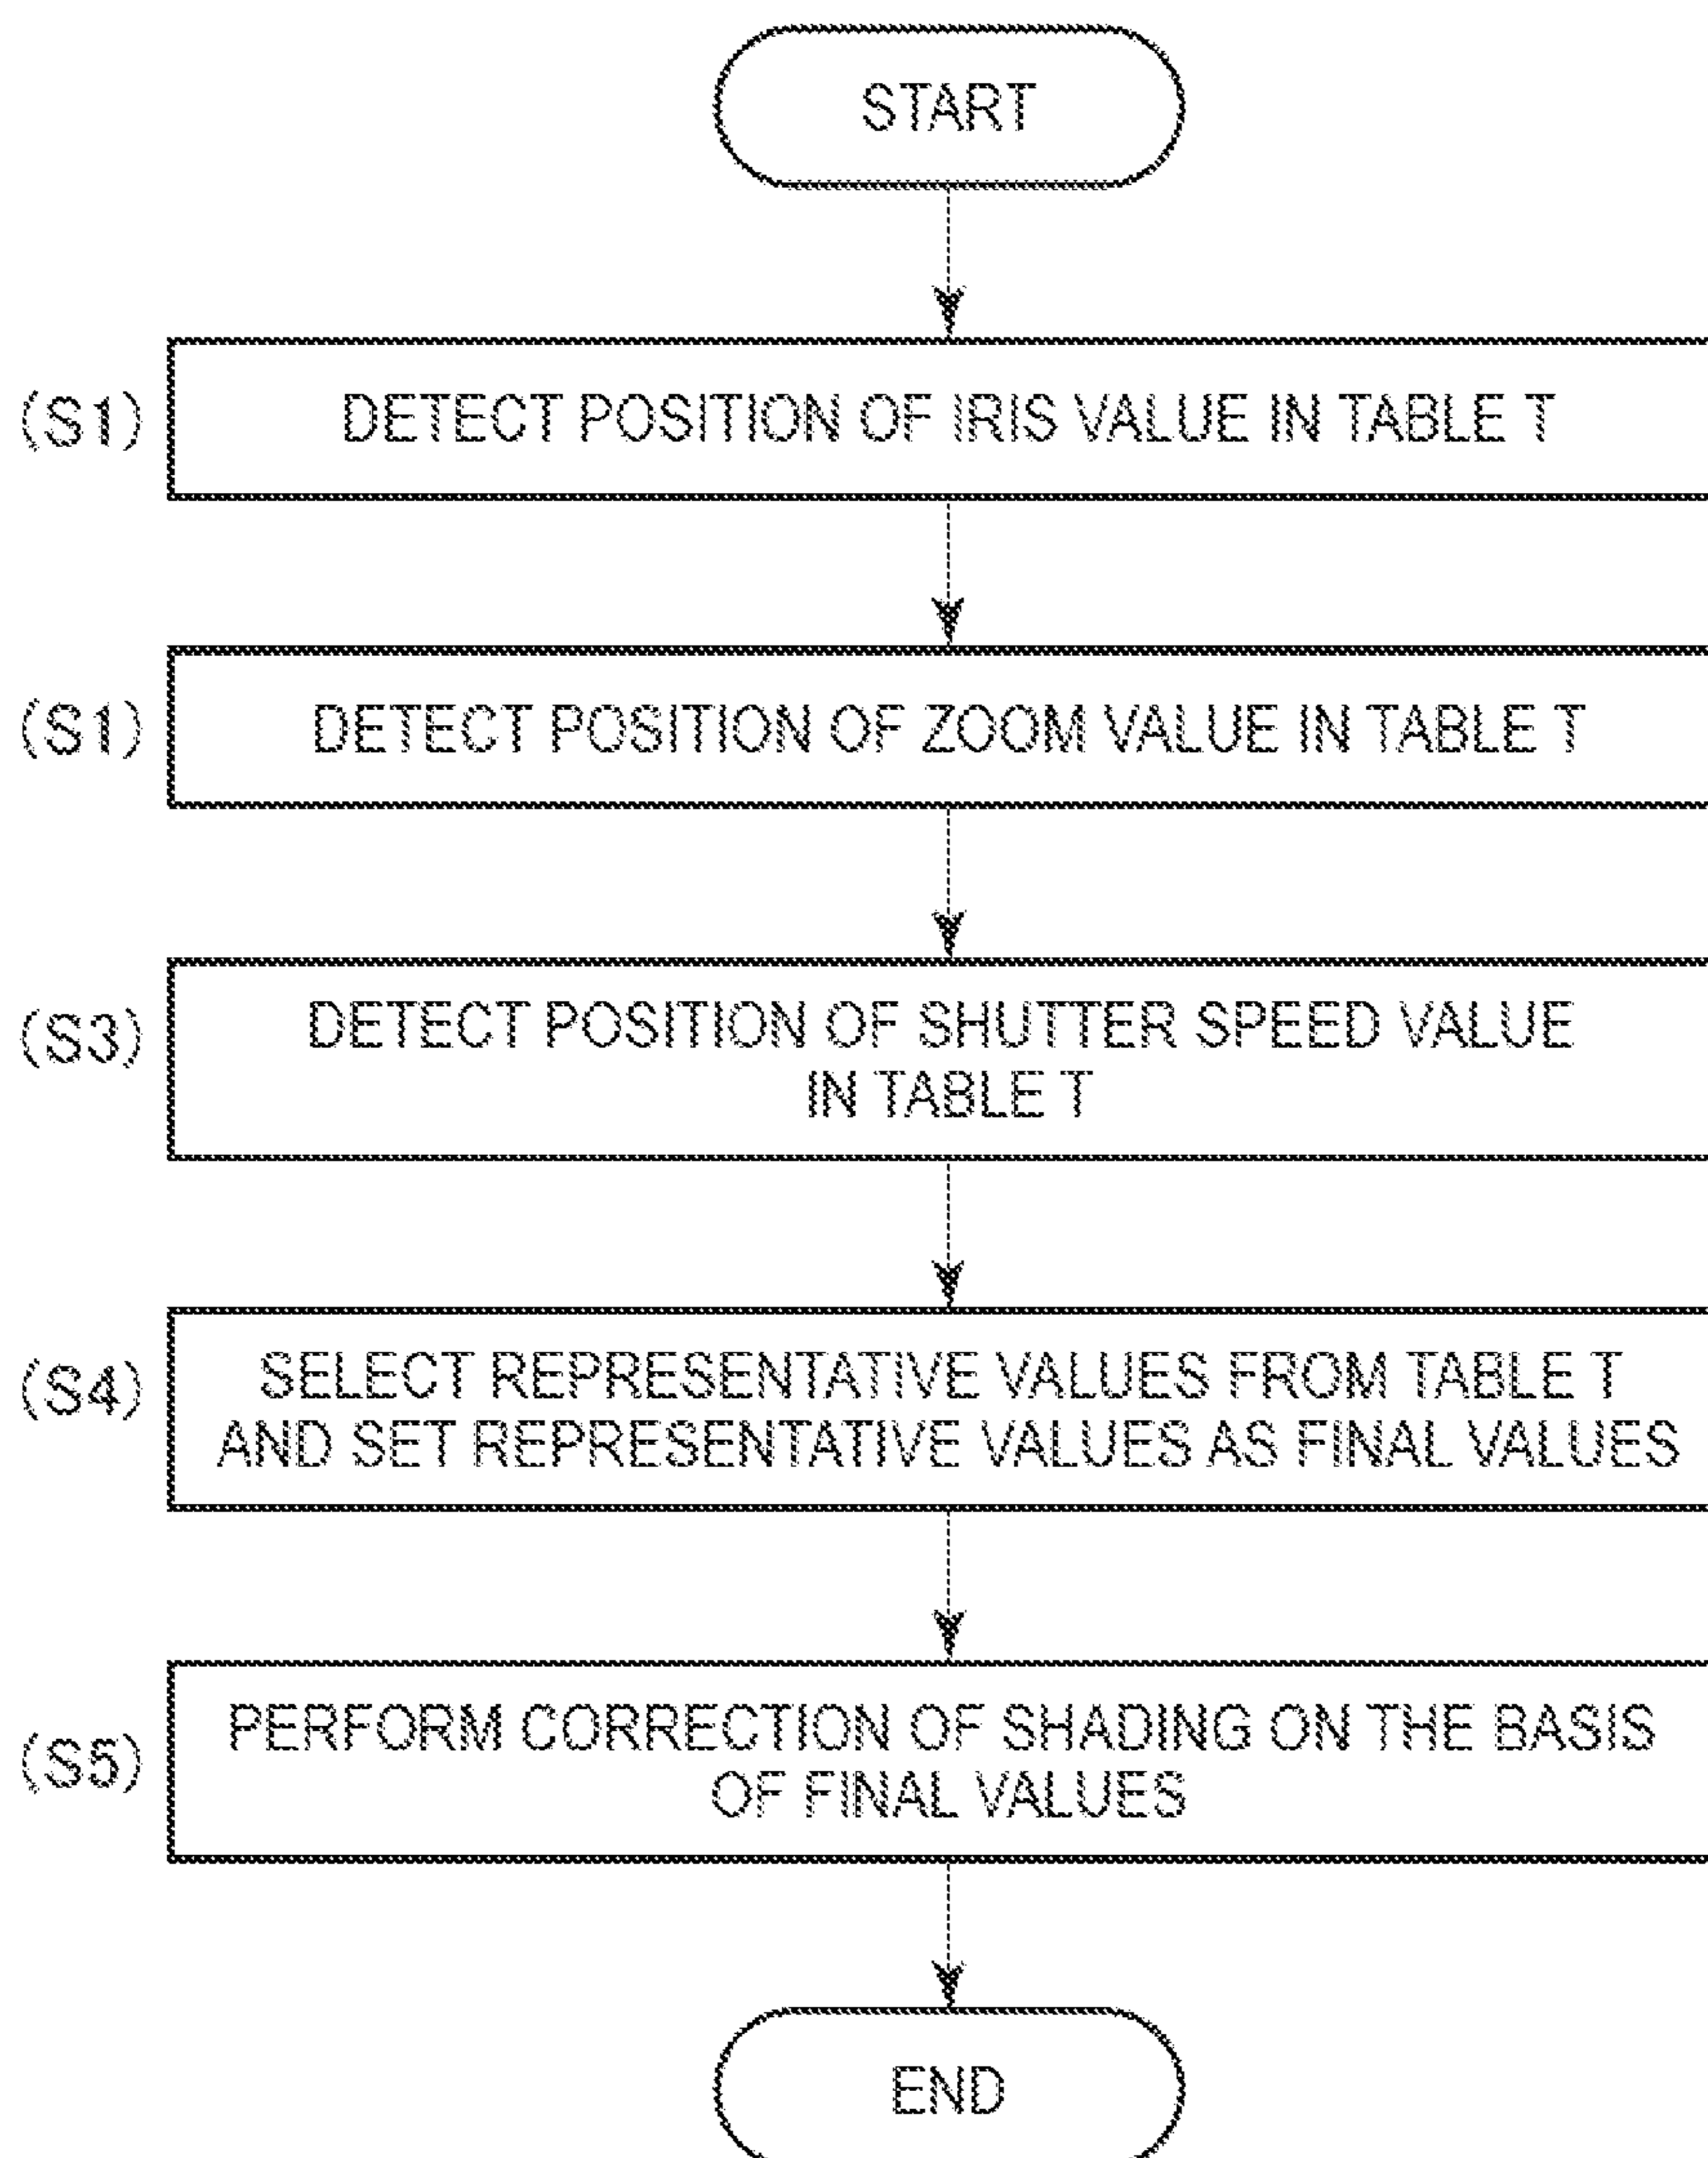 START
(S1)
DETECT POSITION OF IRIS VALUE IN TABLE T
(S1)
DETECT POSITION OF ZOOM VALUE IN TABLE T
(S3)
DETECT POSITION OF SHUTTER SPEED VALUE
IN TABLE T
(S4)
SELECT REPRESENTATIVE VALUES FROM TABLE T
AND SET REPRESENTATIVE VALUES AS FINAL VALUES
(S5)
PERFORM CORRECTION OF SHADING ON THE BASIS
OF FINAL VALUES
END